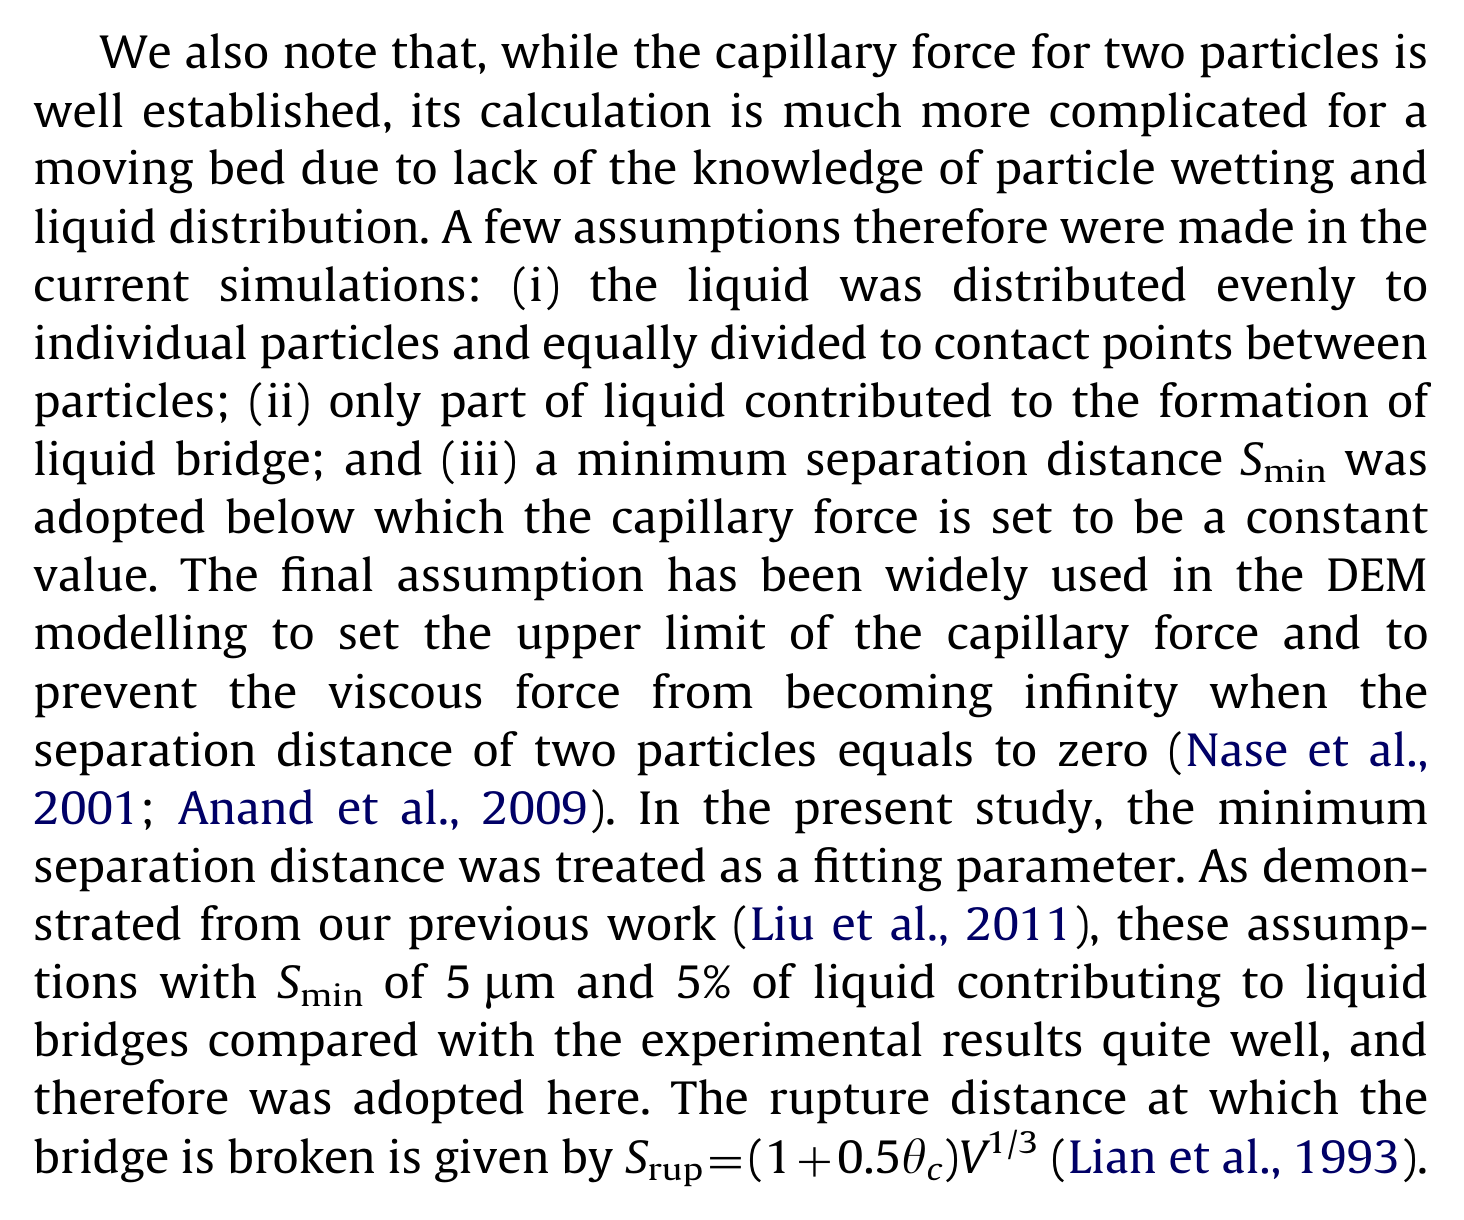 We also note that, while the capillary force for two particles is
well established, its calculation is much more complicated for a
moving bed due to lack of the knowledge of particle wetting and
liquid distribution. A few assumptions therefore were made in the
current simulations: (i) the liquid was distributed evenly to
individual particles and equally divided to contact points between
particles; (ii) only part of liquid contributed to the formation of
liquid bridge; and (iii) a minimum separation distance Smin was
adopted below which the capillary force is set to be a constant
value. The final assumption has been widely used in the DEM
modelling to set the upper limit of the capillary force and to
prevent the viscous force from becoming infinity when the
separation distance of two particles equals to zero (Nase et al.,
2001; Anand et al., 2009). In the present study, the minimum
separation distance was treated as a fitting parameter. As demon-
strated from our previous work (Liu et al., 2011), these assump-
tions with Smin of 5 μm and 5% of liquid contributing to liquid
bridges compared with the experimental results quite well, and
therefore was adopted here. The rupture distance at which the
bridge is broken is given by Srup=(1+0.5θc)V^1/3 (Lian et al., 1993).